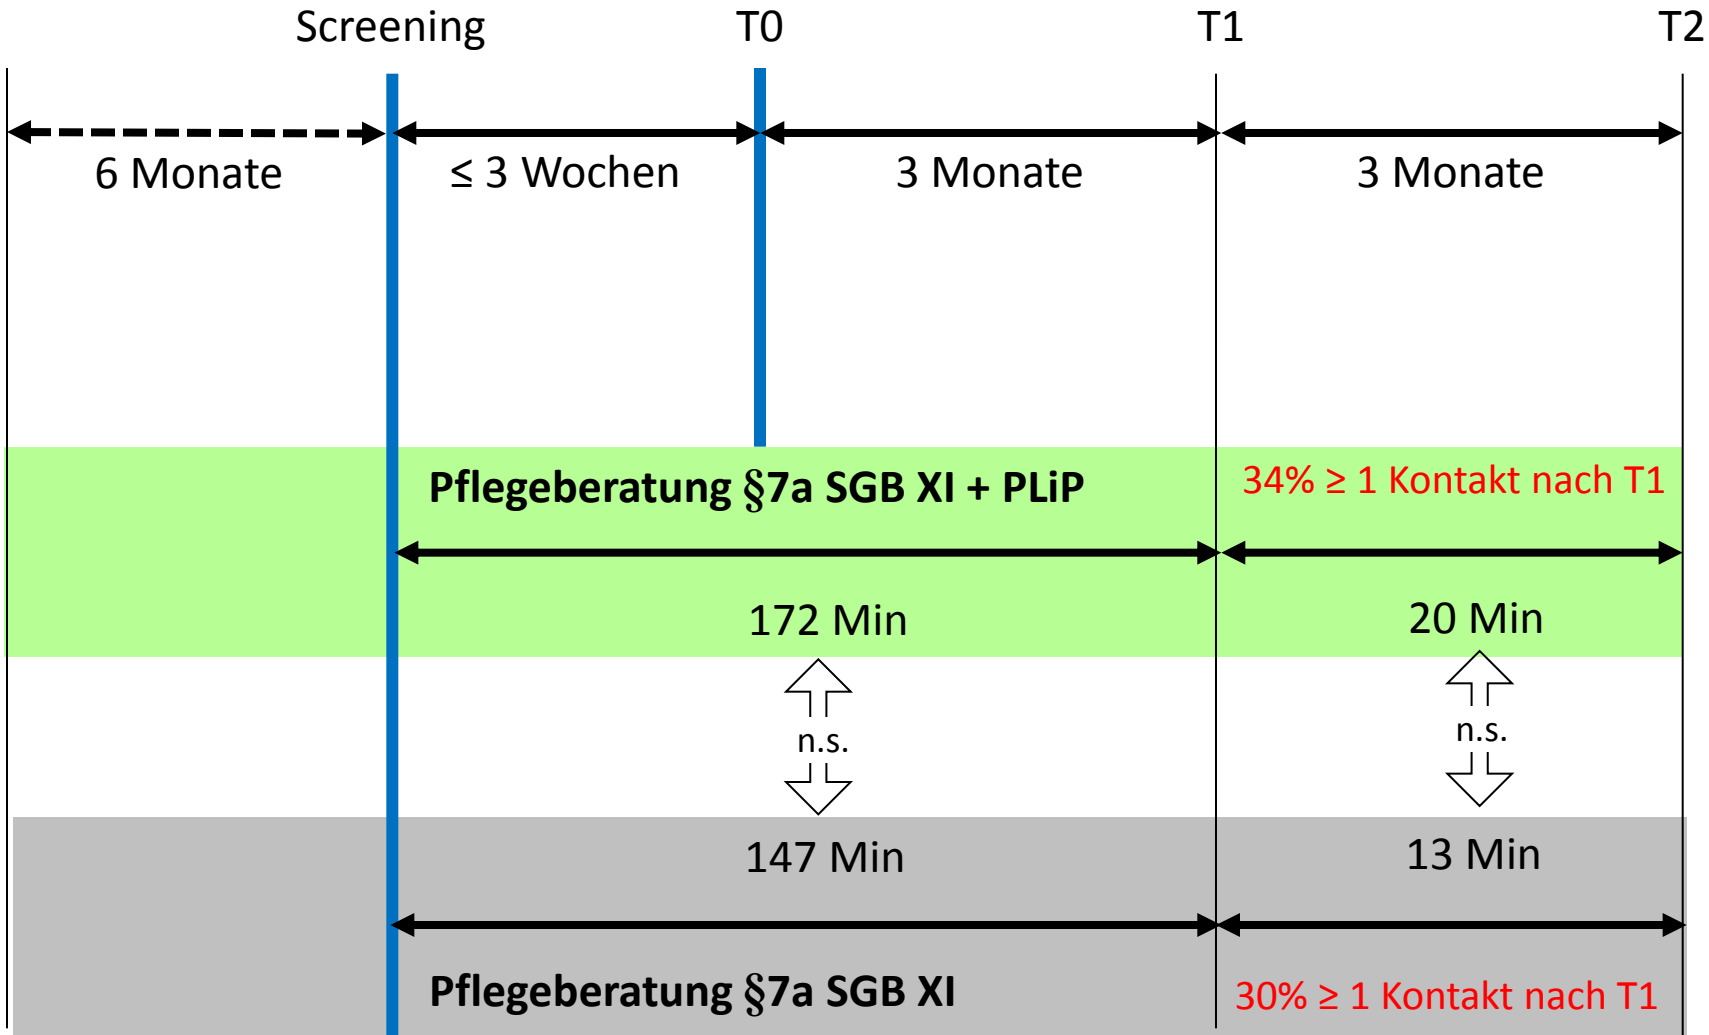 Screening T0 T1 T2
6 Monate ≤ 3 Wochen 3 Monate 3 Monate
Pflegeberatung §7a SGB XI + PLiP 34% ≥ 1 Kontakt nach T1
172 Min 20 Min
n.s. n.s.
147 Min 13 Min
Pflegeberatung §7a SGB XI 30% ≥ 1 Kontakt nach T1